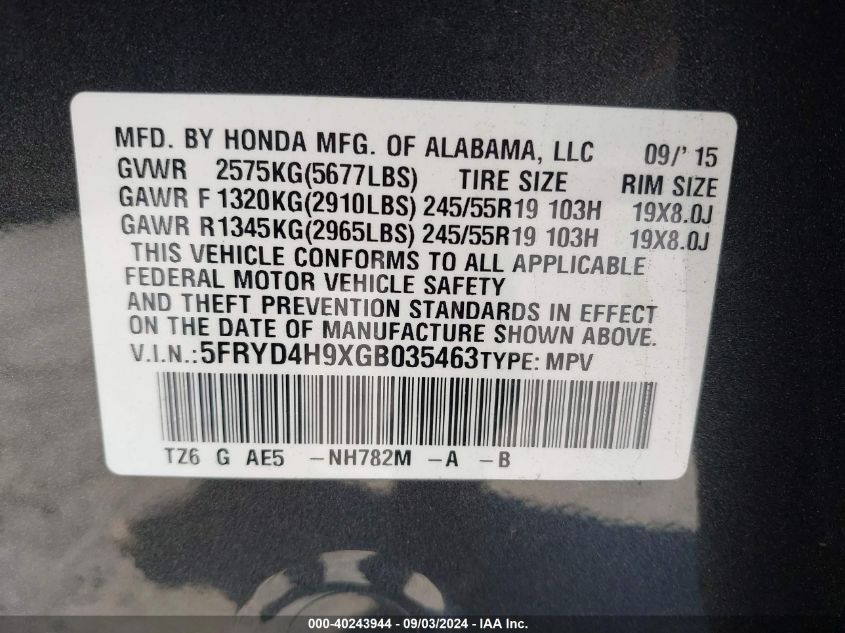 MFD. BY HONDA MFG. OF ALABAMA, LLC 09/' 15
GVWR 2575KG(5677LBS) TIRE SIZE RIM SIZE
GAWR F 1320KG(2910LBS) 245/55R19 103H 19X8.0J
GAWR R 1345KG(2965LBS) 245/55R19 103H 19X8.0J
THIS VEHICLE CONFORMS TO ALL APPLICABLE
FEDERAL MOTOR VEHICLE SAFETY
AND THEFT PREVENTION STANDARDS IN EFFECT
ON THE DATE OF MANUFACTURE SHOWN ABOVE.
V.I.N.: 5FRYD4H9XGB035463 TYPE: MPV
TZ6 G AE5 -NH782M -A -B
000-40243944 - 09/03/2024 - IAA Inc.